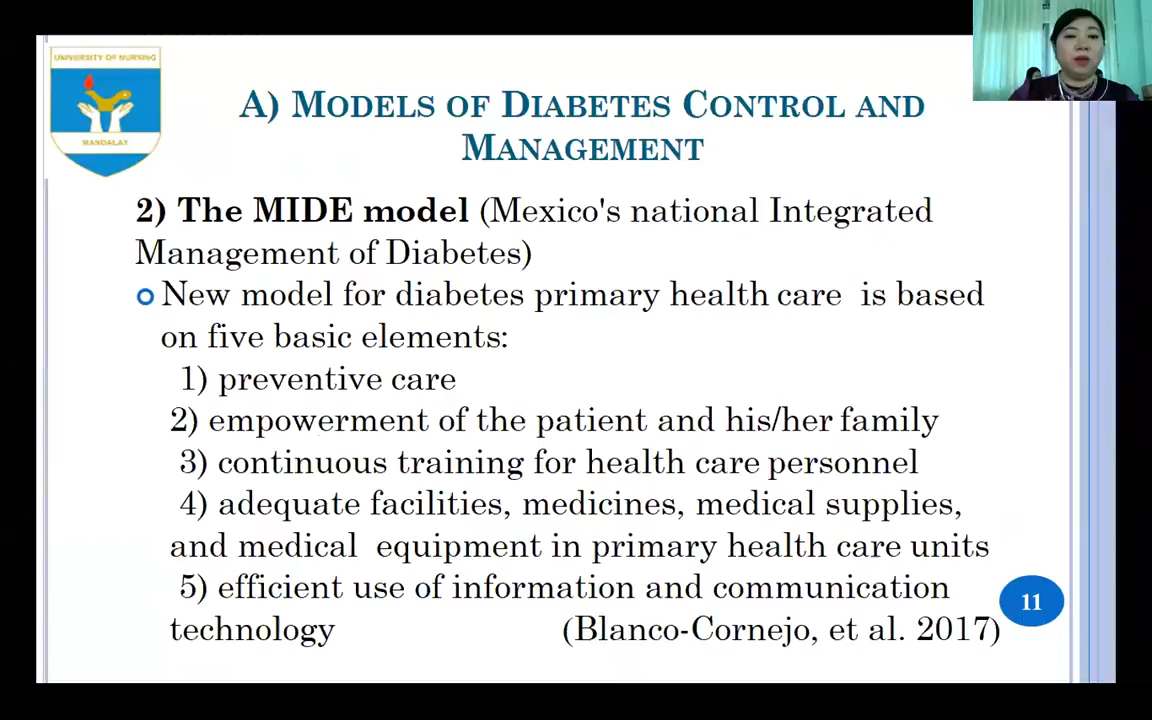 UNIVERSITY OF NURSING
MANDALAY
A) MODELS OF DIABETES CONTROL AND
MANAGEMENT
2) The MIDE model (Mexico's national Integrated
Management of Diabetes)
New model for diabetes primary health care is based
on five basic elements:
1) preventive care
2) empowerment of the patient and his/her family
3) continuous training for health care personnel
4) adequate facilities, medicines, medical supplies,
and medical equipment in primary health care units
5) efficient use of information and communication
technology (Blanco-Cornejo, et al. 2017)
11